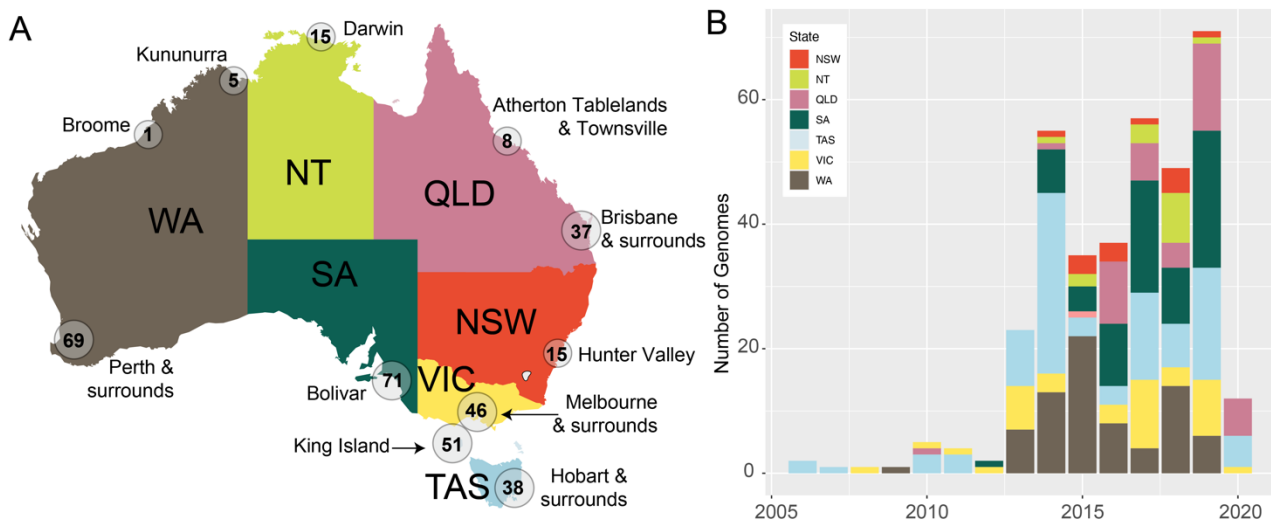 A
15
Darwin
Kununurra
5
Broome
1
Atherton Tablelands
& Townsville
8
NT
QLD
WA
Brisbane
& surrounds
37
SA
NSW
69
Perth &
surrounds
15
Hunter Valley
VIC
71
Bolivar
46
Melbourne
& surrounds
King Island
51
TAS
38
Hobart &
surrounds
B
State
NSW
NT
QLD
SA
TAS
VIC
WA
Number of Genomes
60
40
20
0
2005
2010
2015
2020